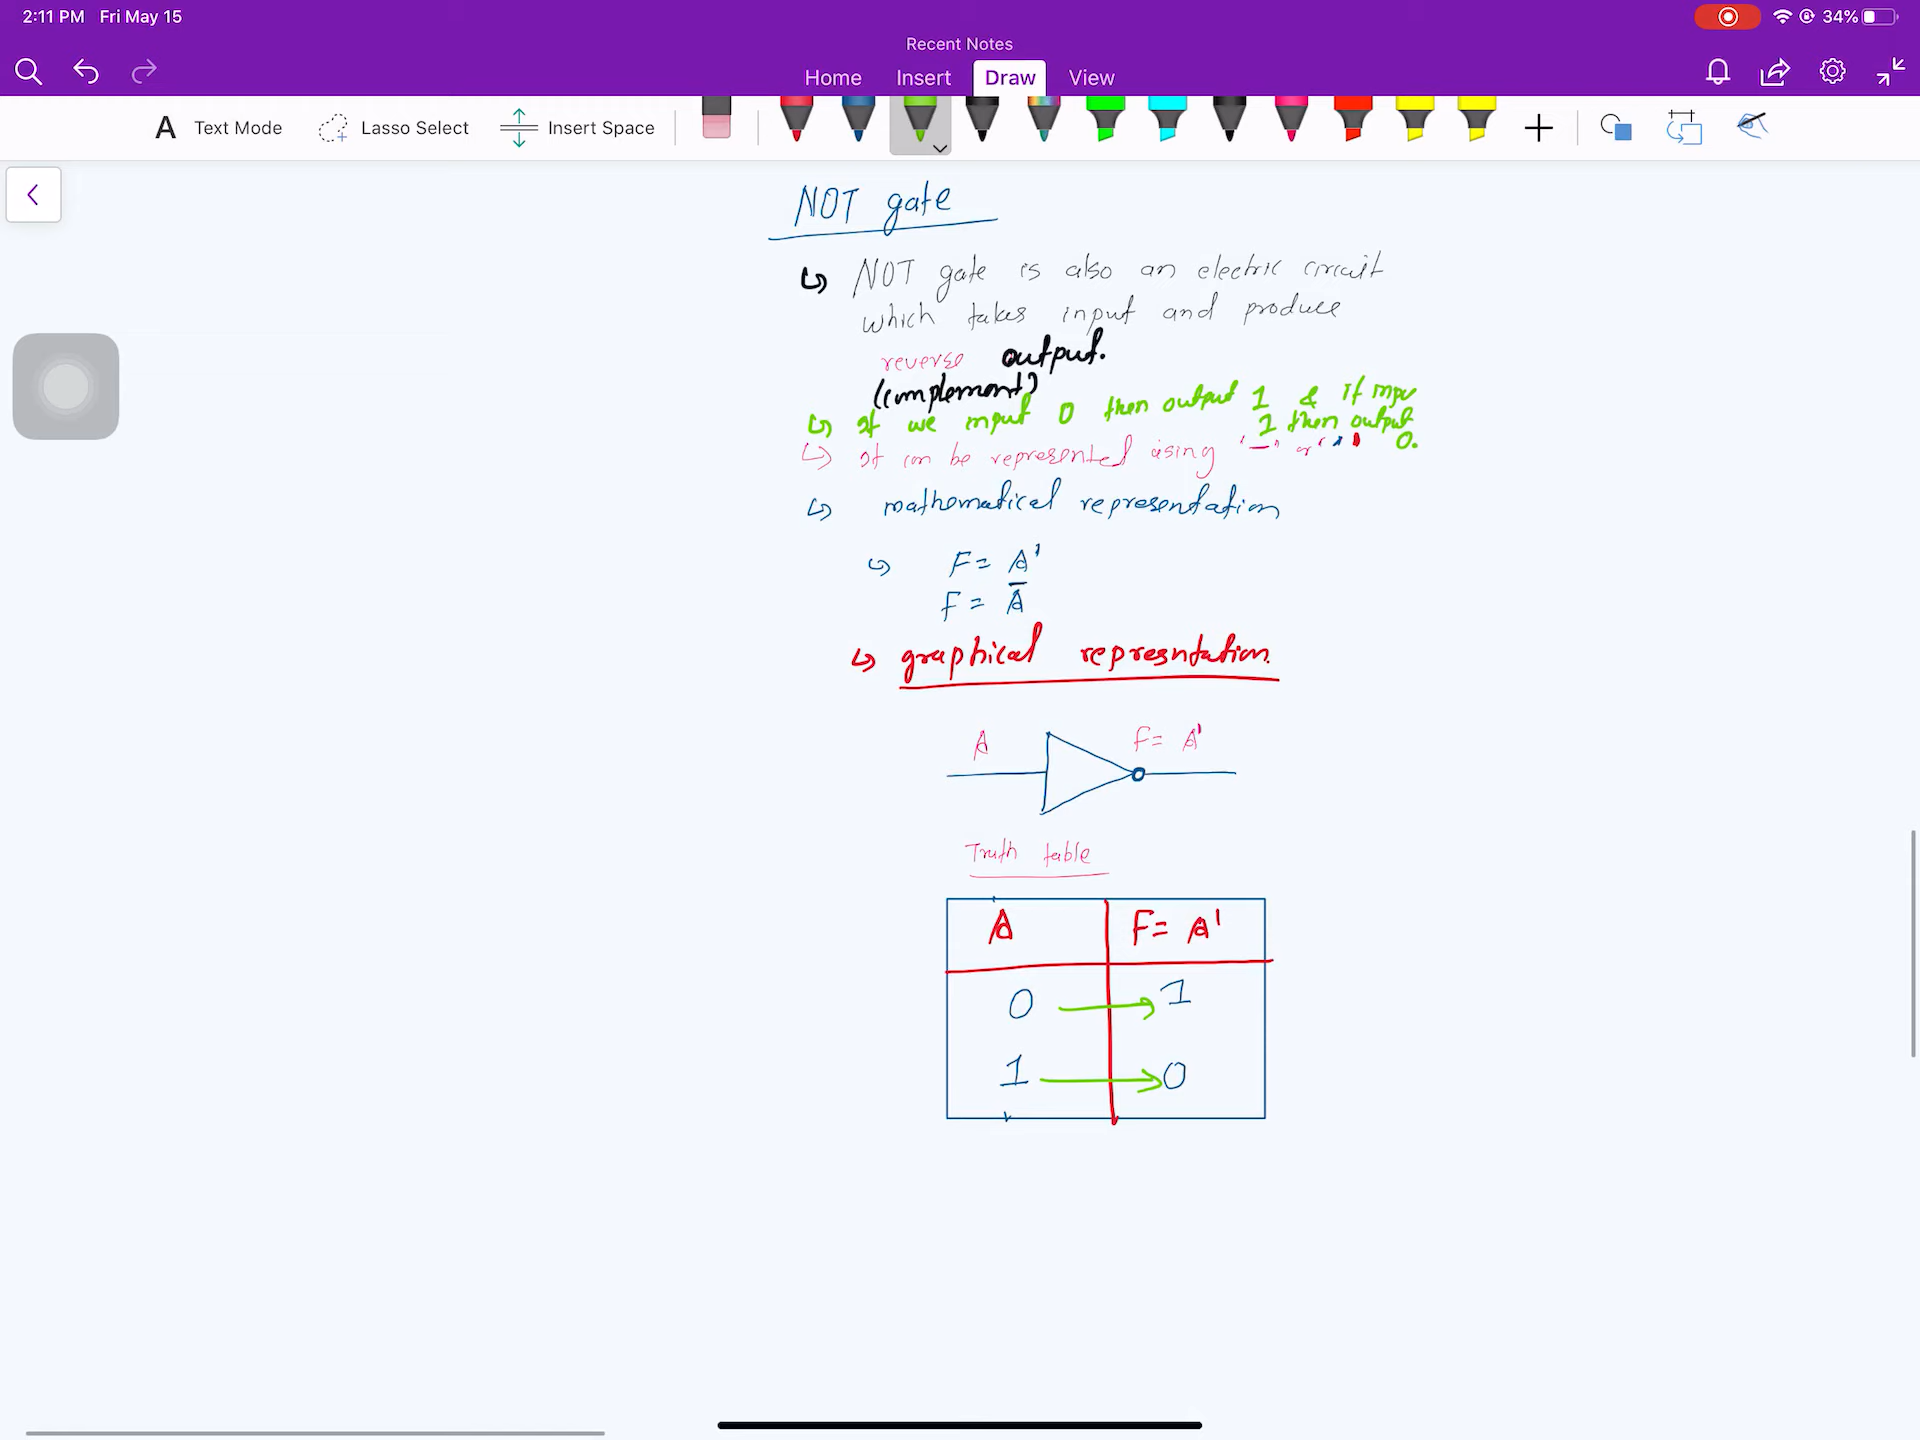 2:11 PM Fri May 15
34%
Recent Notes
Home Insert Draw View
A Text Mode Lasso Select Insert Space
NOT gate
NOT gate is also an electric circuit
which takes input and produce
reverse output.
(complement)
If we input 0 then output 1 & if inpu
1 then output
0.
It can be represented using '—' or '
mathematical representation
F = A'
F = A̅
graphical represntation.
A F = A'
Truth table
A F = A'
0 1
1 0